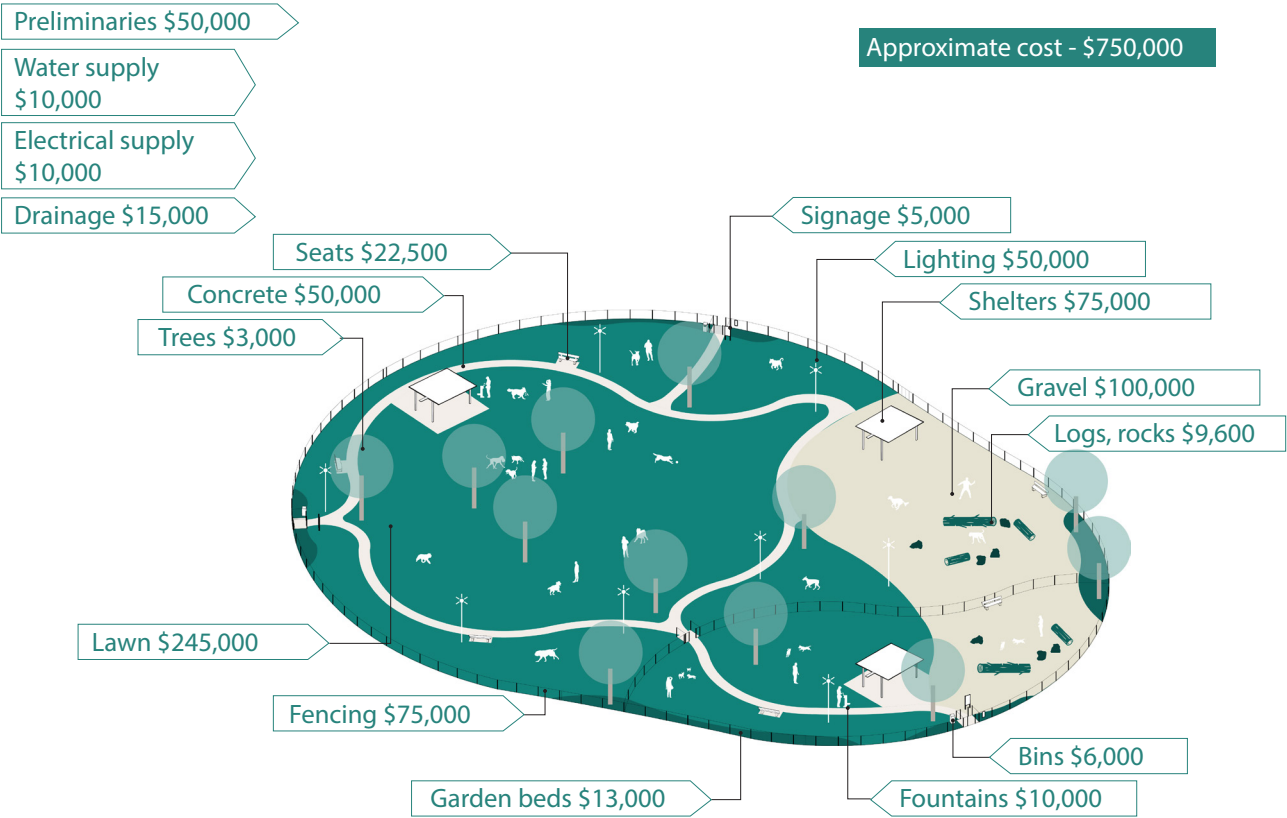 Preliminaries $50,000
Approximate cost - $750,000
Water supply
$10,000
Electrical supply
$10,000
Drainage $15,000
Signage $5,000
Seats $22,500
Lighting $50,000
Concrete $50,000
Shelters $75,000
Trees $3,000
Gravel $100,000
Logs, rocks $9,600
Lawn $245,000
Fencing $75,000
Bins $6,000
Garden beds $13,000
Fountains $10,000